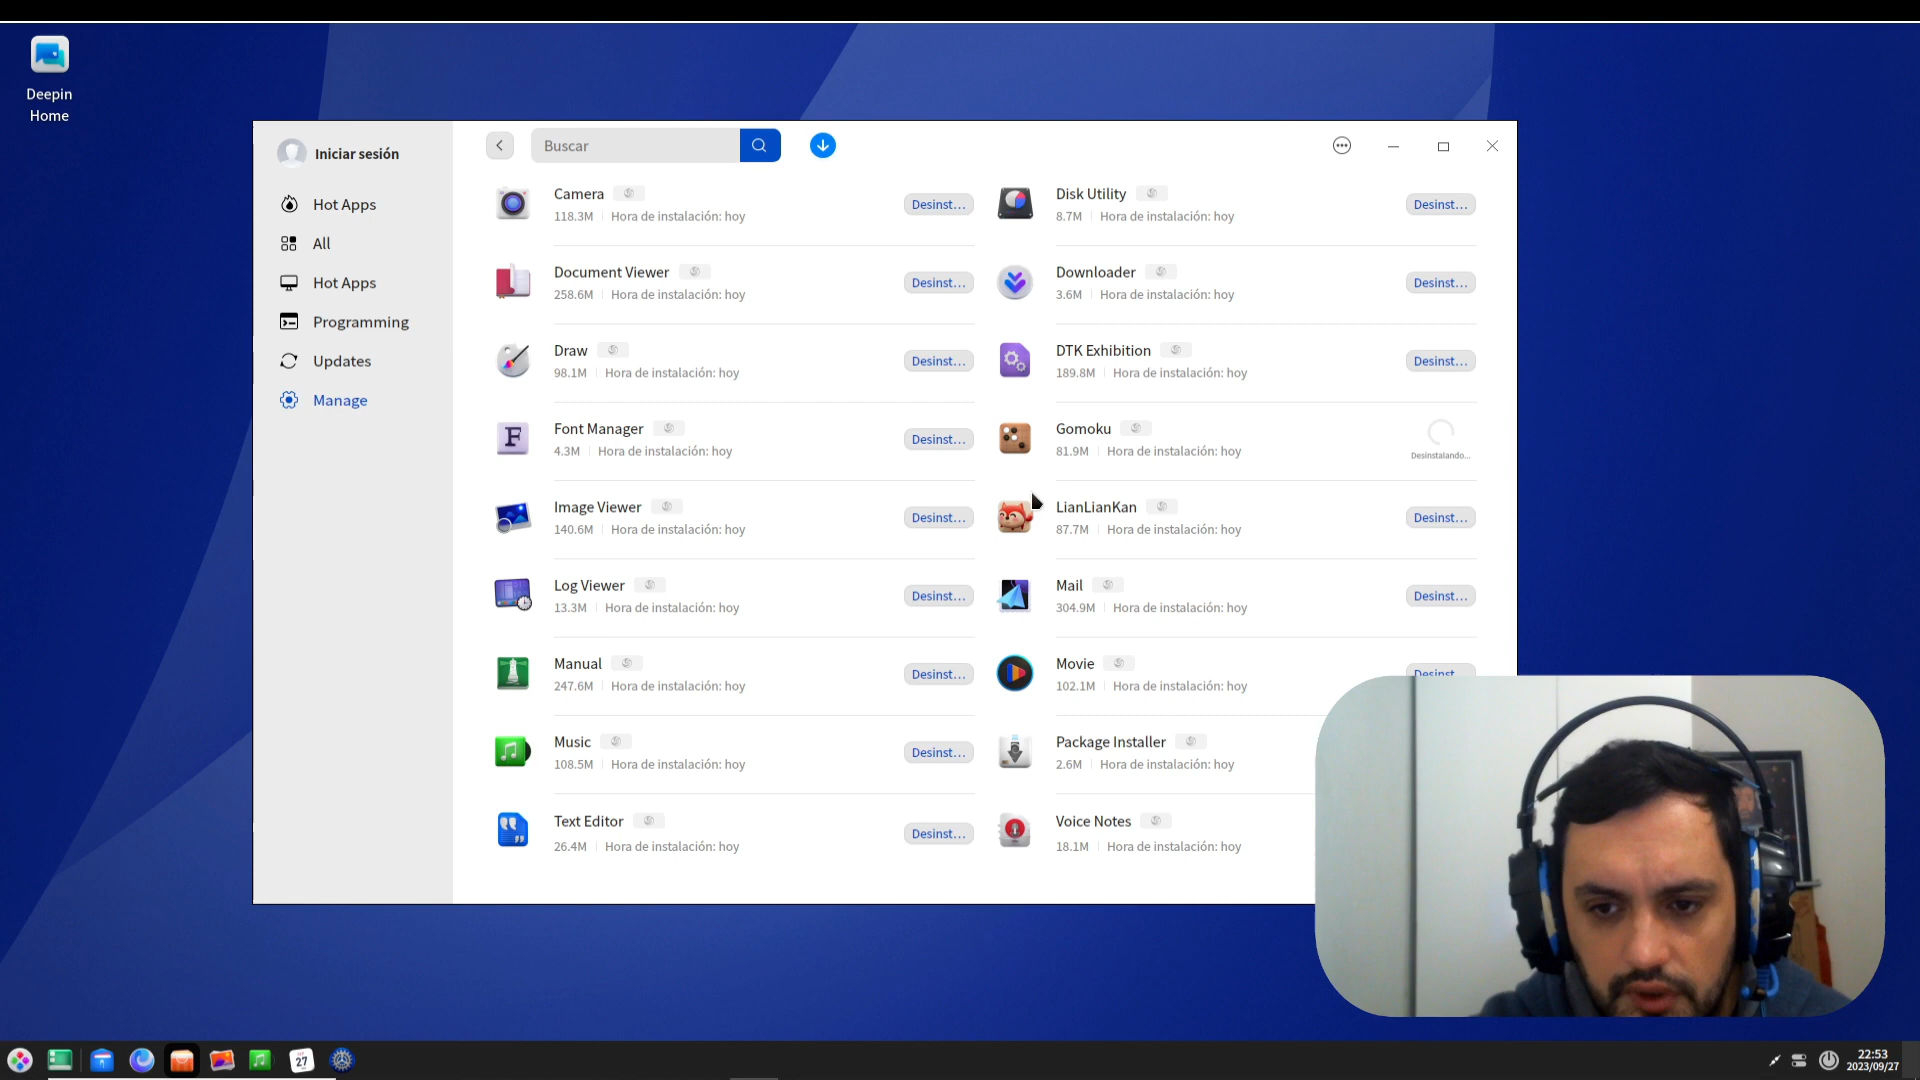 Deepin
Home
Iniciar sesión
Hot Apps
All
Hot Apps
Programming
Updates
Manage
Buscar
Camera
118.3M Hora de instalación: hoy
Desinst...
Disk Utility
8.7M Hora de instalación: hoy
Desinst...
Document Viewer
258.6M Hora de instalación: hoy
Desinst...
Downloader
3.6M Hora de instalación: hoy
Desinst...
Draw
98.1M Hora de instalación: hoy
Desinst...
DTK Exhibition
189.8M Hora de instalación: hoy
Desinst...
Font Manager
4.3M Hora de instalación: hoy
Desinst...
Gomoku
81.9M Hora de instalación: hoy
Desinstalando...
Image Viewer
140.6M Hora de instalación: hoy
Desinst...
LianLianKan
87.7M Hora de instalación: hoy
Desinst...
Log Viewer
13.3M Hora de instalación: hoy
Desinst...
Mail
304.9M Hora de instalación: hoy
Desinst...
Manual
247.6M Hora de instalación: hoy
Desinst...
Movie
102.1M Hora de instalación: hoy
Desinst...
Music
108.5M Hora de instalación: hoy
Desinst...
Package Installer
2.6M Hora de instalación: hoy
Text Editor
26.4M Hora de instalación: hoy
Desinst...
Voice Notes
18.1M Hora de instalación: hoy
27
22:53
2023/09/27